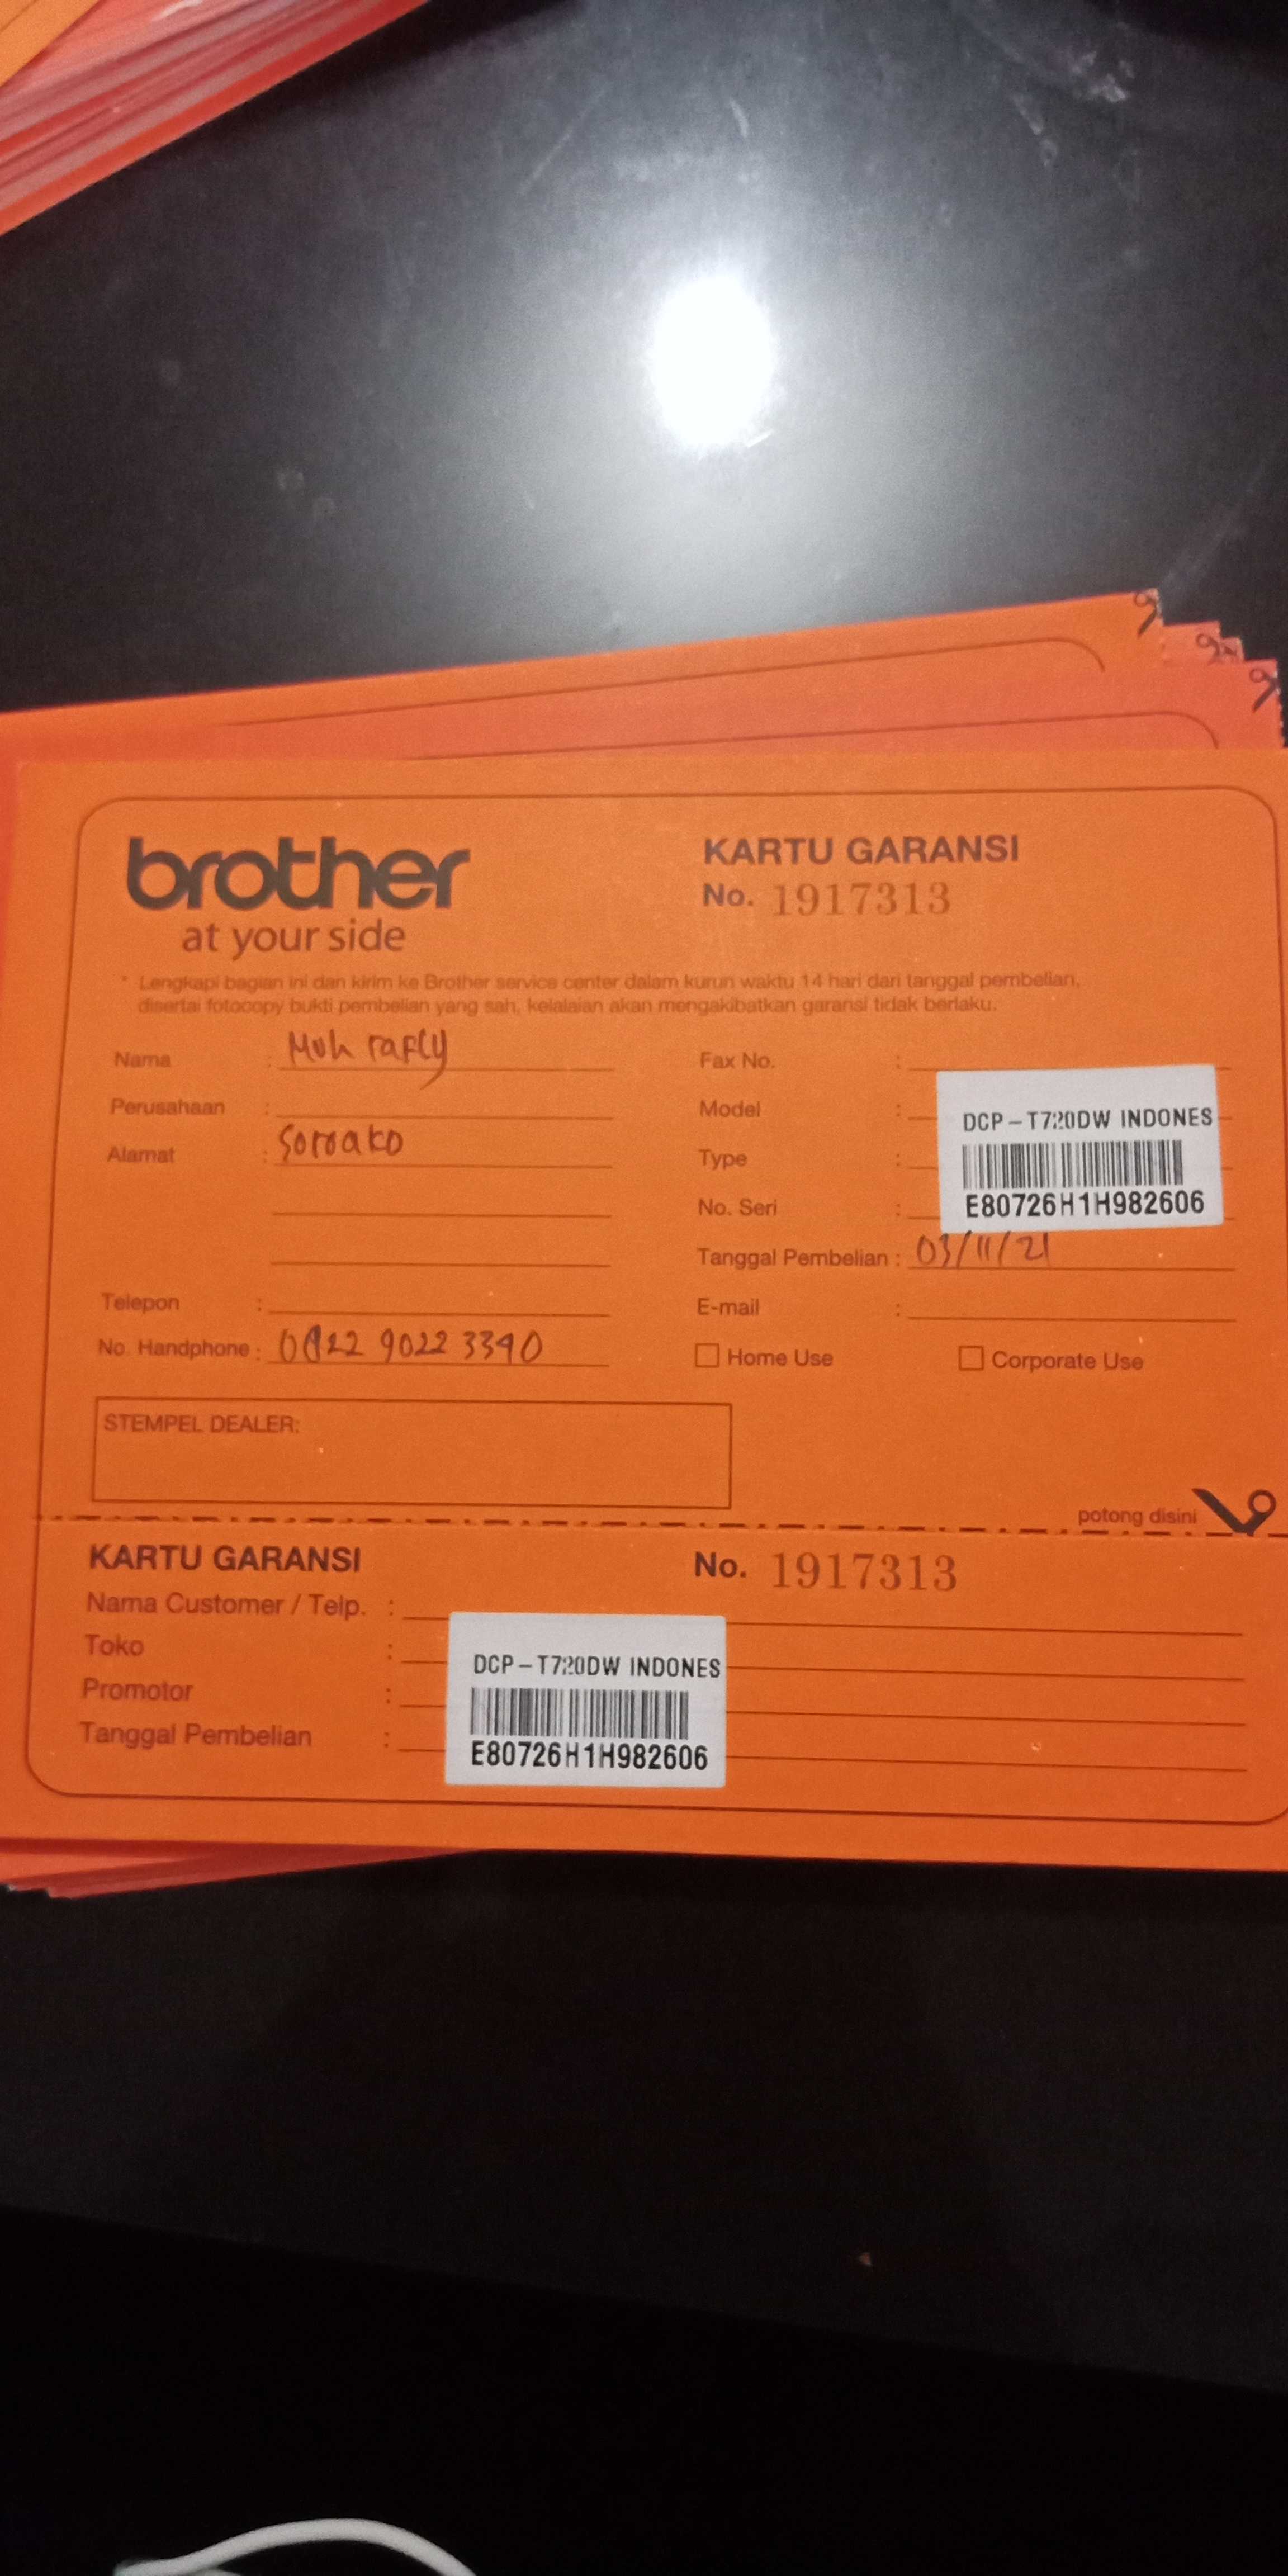 brother
at your side
KARTU GARANSI
No. 1917313
* Lengkapi bagian ini dan kirim ke Brother service center dalam kurun waktu 14 hari dari tanggal pembelian,
disertai fotocopy bukti pembelian yang sah, kelalaian akan mengakibatkan garansi tidak berlaku.
Nama : Muh rafly
Perusahaan :
Alamat : Soroako
Telepon :
No. Handphone : 0822 9022 3390
Fax No. :
Model :
Type :
No. Seri :
DCP-T720DW INDONES
E80726H1H982606
Tanggal Pembelian : 03/11/21
E-mail :
Home Use
Corporate Use
STEMPEL DEALER:
potong disini
KARTU GARANSI
No. 1917313
Nama Customer / Telp. :
Toko :
Promotor :
Tanggal Pembelian :
DCP-T720DW INDONES
E80726H1H982606